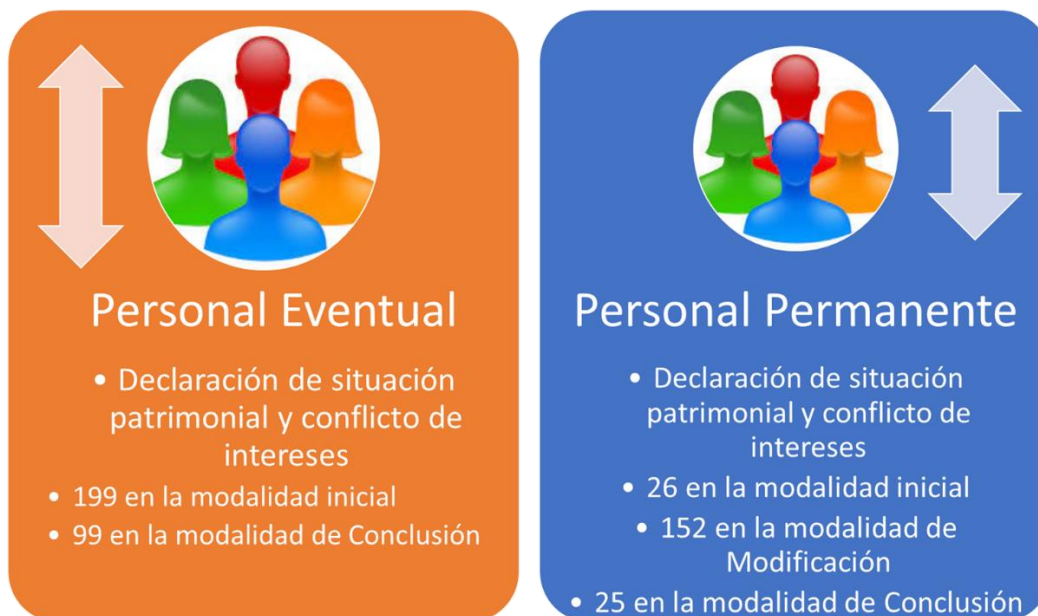 Personal Eventual
• Declaración de situación
patrimonial y conflicto de
intereses
• 199 en la modalidad inicial
• 99 en la modalidad de Conclusión
Personal Permanente
• Declaración de situación
patrimonial y conflicto de
intereses
• 26 en la modalidad inicial
• 152 en la modalidad de
Modificación
• 25 en la modalidad de Conclusión